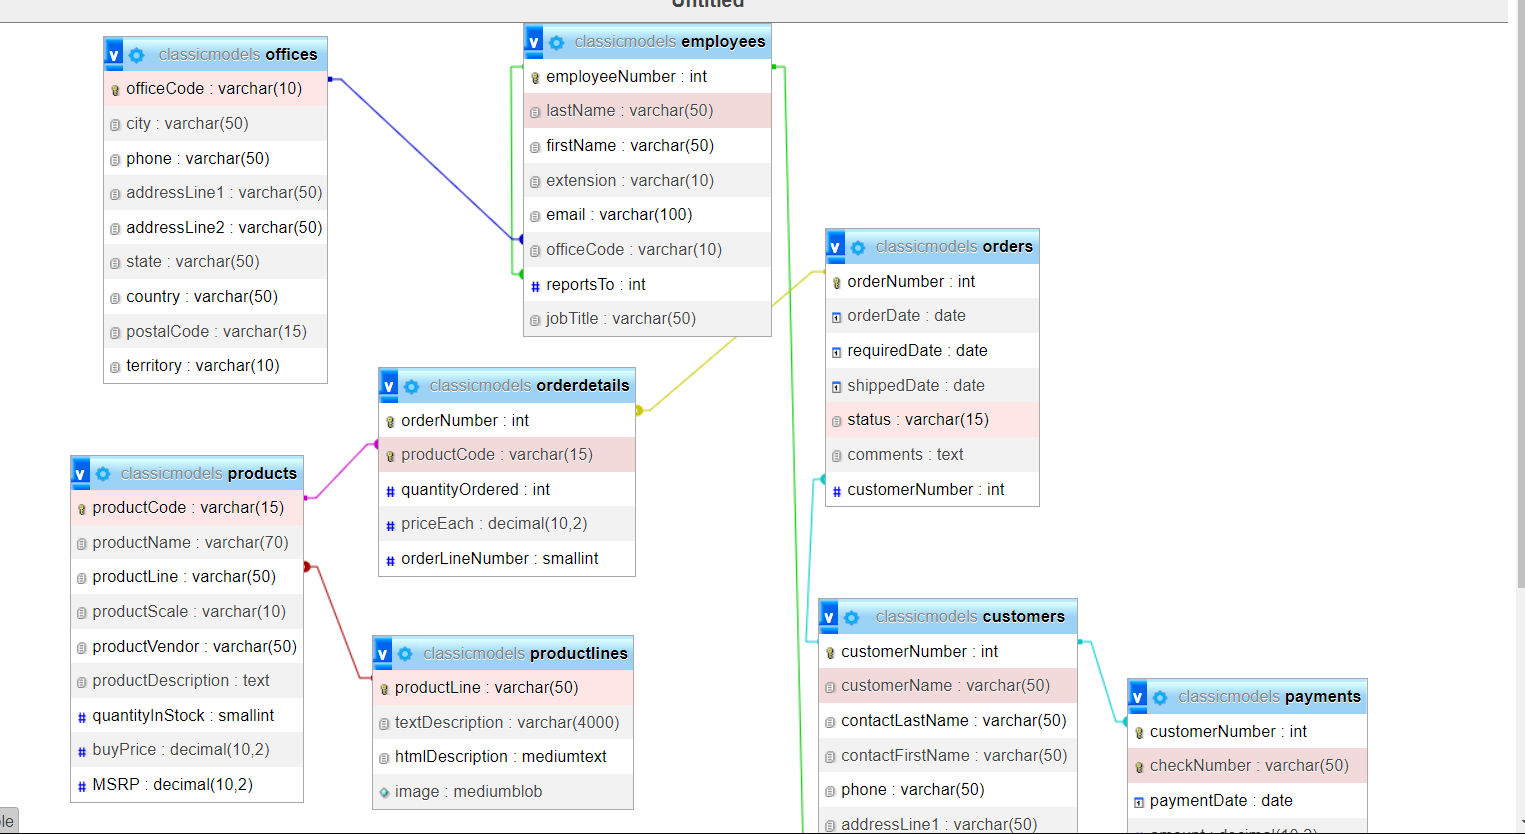 Untitled
classicmodels offices
officeCode : varchar(10)
city : varchar(50)
phone : varchar(50)
addressLine1 : varchar(50)
addressLine2 : varchar(50)
state : varchar(50)
country : varchar(50)
postalCode : varchar(15)
territory : varchar(10)
classicmodels employees
employeeNumber : int
lastName : varchar(50)
firstName : varchar(50)
extension : varchar(10)
email : varchar(100)
officeCode : varchar(10)
reportsTo : int
jobTitle : varchar(50)
classicmodels orders
orderNumber : int
orderDate : date
requiredDate : date
shippedDate : date
status : varchar(15)
comments : text
customerNumber : int
classicmodels orderdetails
orderNumber : int
productCode : varchar(15)
quantityOrdered : int
priceEach : decimal(10,2)
orderLineNumber : smallint
classicmodels products
productCode : varchar(15)
productName : varchar(70)
productLine : varchar(50)
productScale : varchar(10)
productVendor : varchar(50)
productDescription : text
quantityInStock : smallint
buyPrice : decimal(10,2)
MSRP : decimal(10,2)
classicmodels productlines
productLine : varchar(50)
textDescription : varchar(4000)
htmlDescription : mediumtext
image : mediumblob
classicmodels customers
customerNumber : int
customerName : varchar(50)
contactLastName : varchar(50)
contactFirstName : varchar(50)
phone : varchar(50)
addressLine1 : varchar(50)
classicmodels payments
customerNumber : int
checkNumber : varchar(50)
paymentDate : date
amount : decimal(10,2)
le